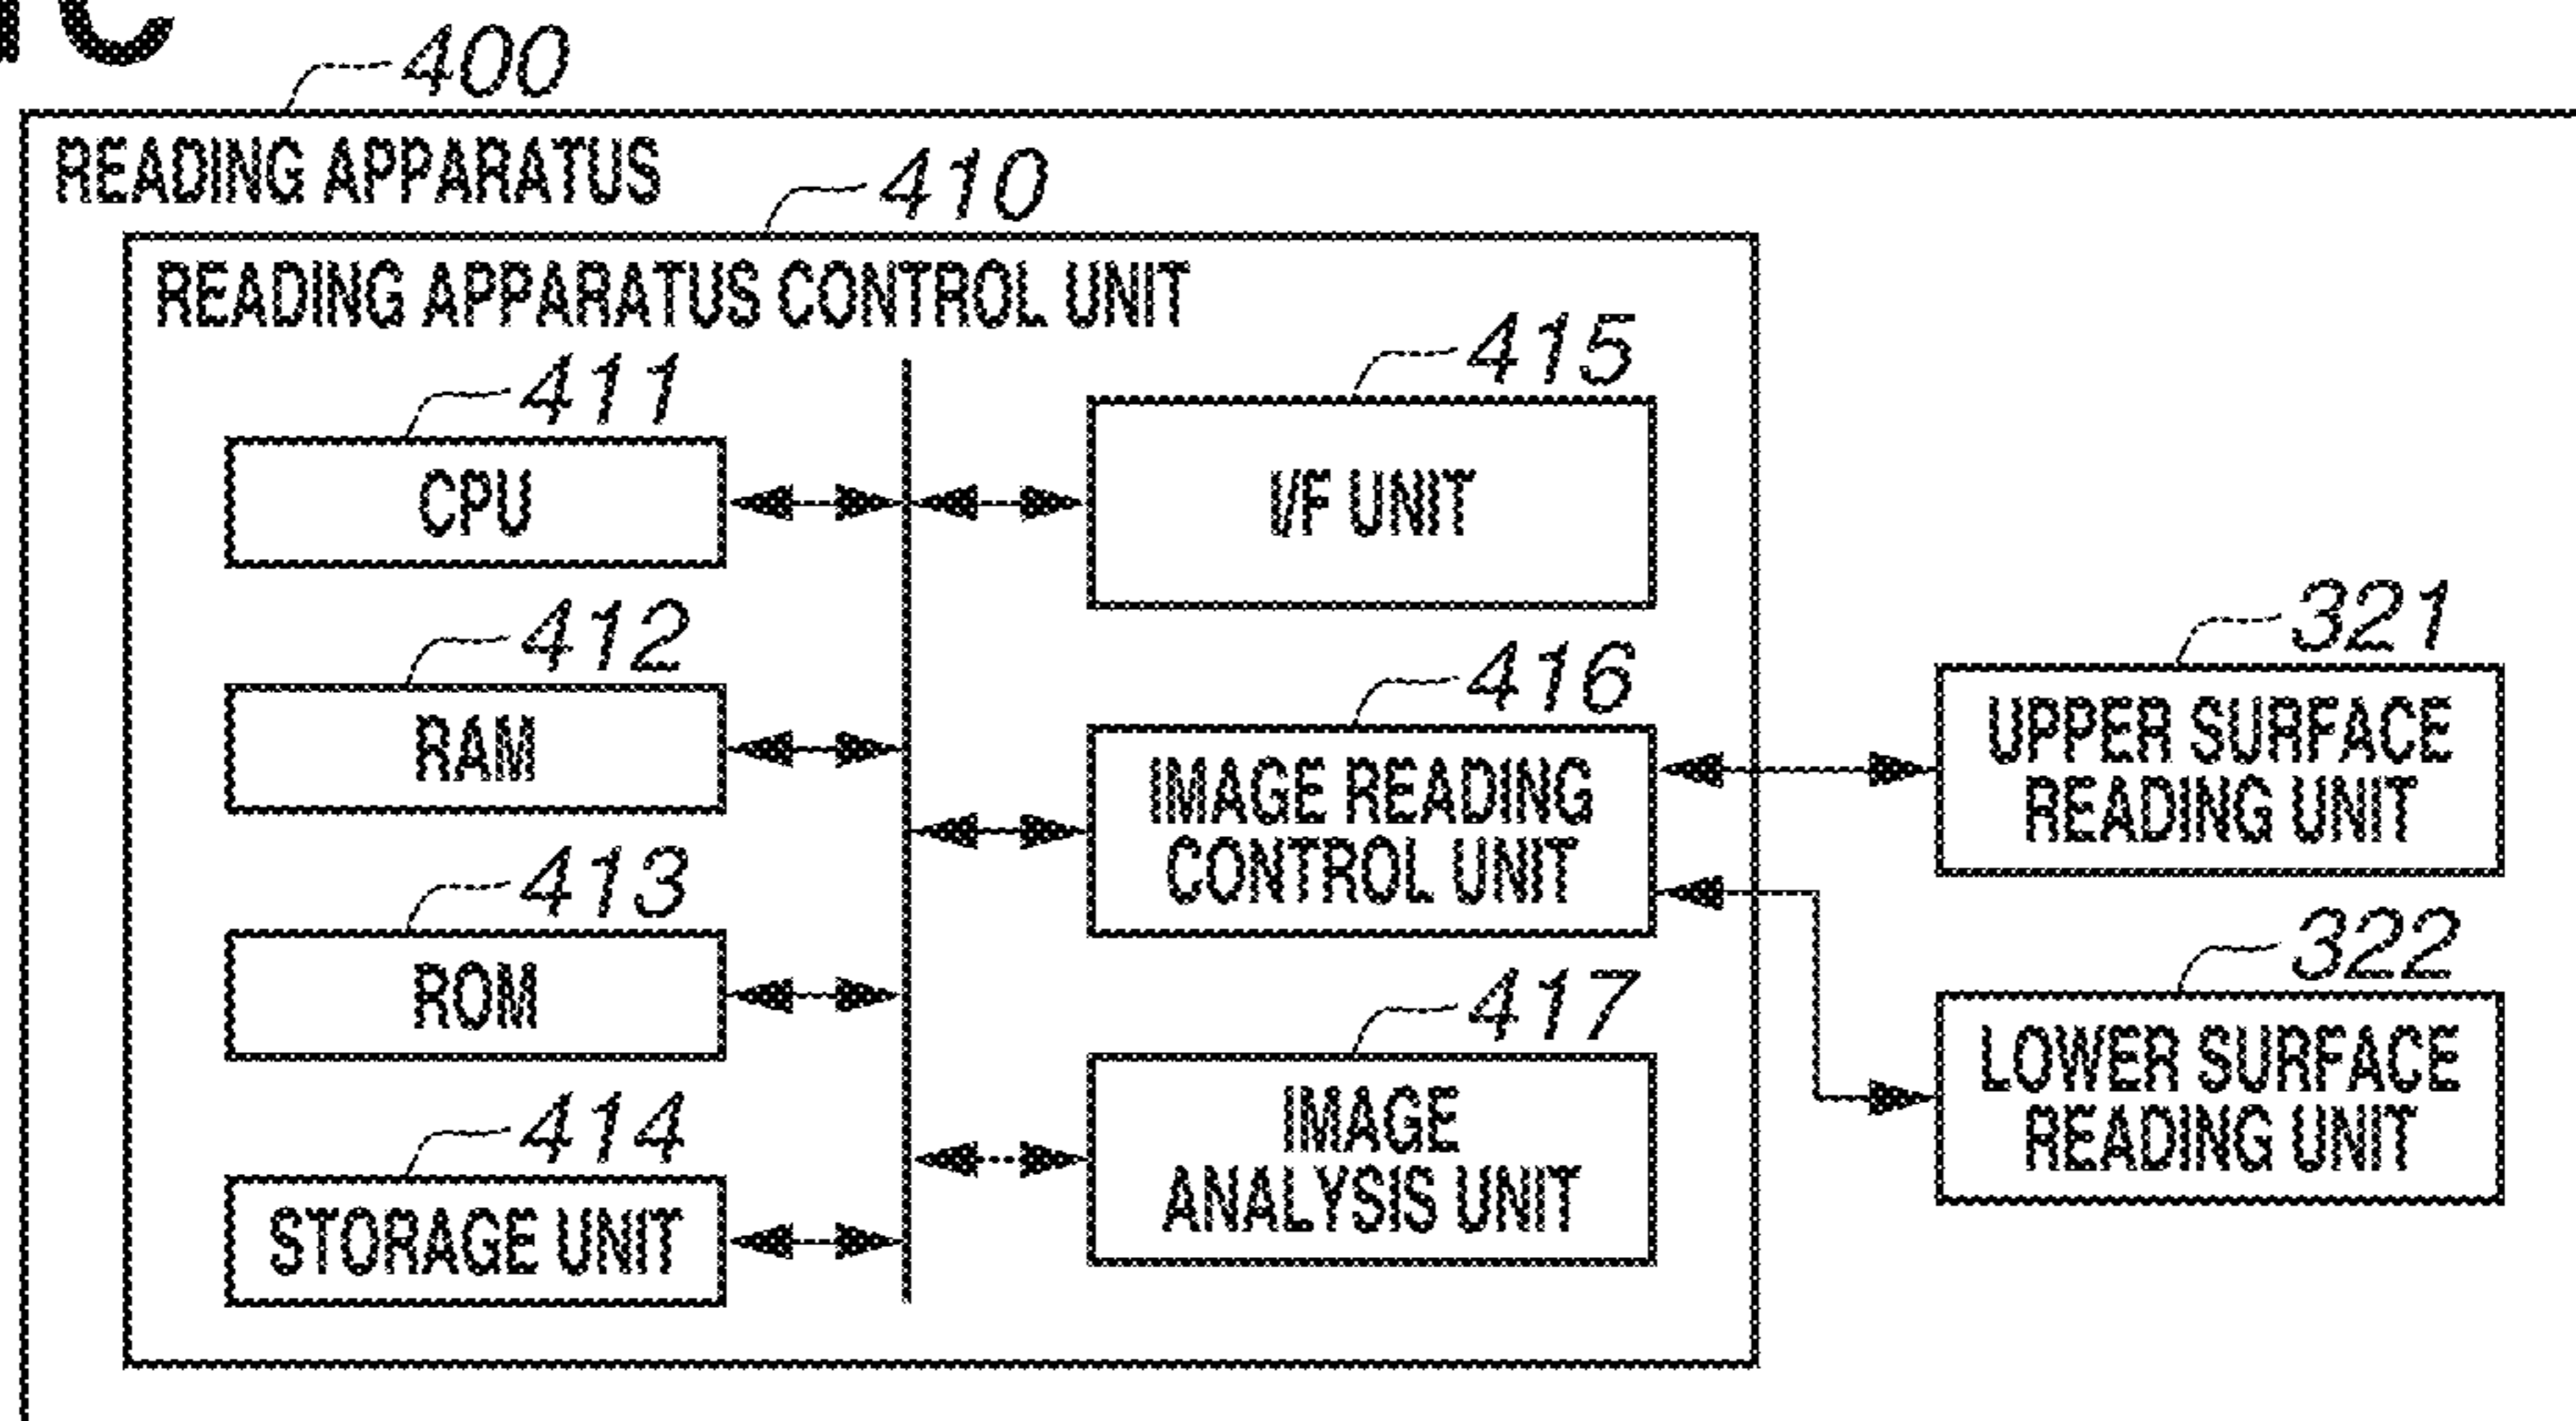 400
READING APPARATUS
410
READING APPARATUS CONTROL UNIT
411
CPU
412
RAM
413
ROM
414
STORAGE UNIT
415
I/F UNIT
416
IMAGE READING
CONTROL UNIT
417
IMAGE
ANALYSIS UNIT
321
UPPER SURFACE
READING UNIT
322
LOWER SURFACE
READING UNIT